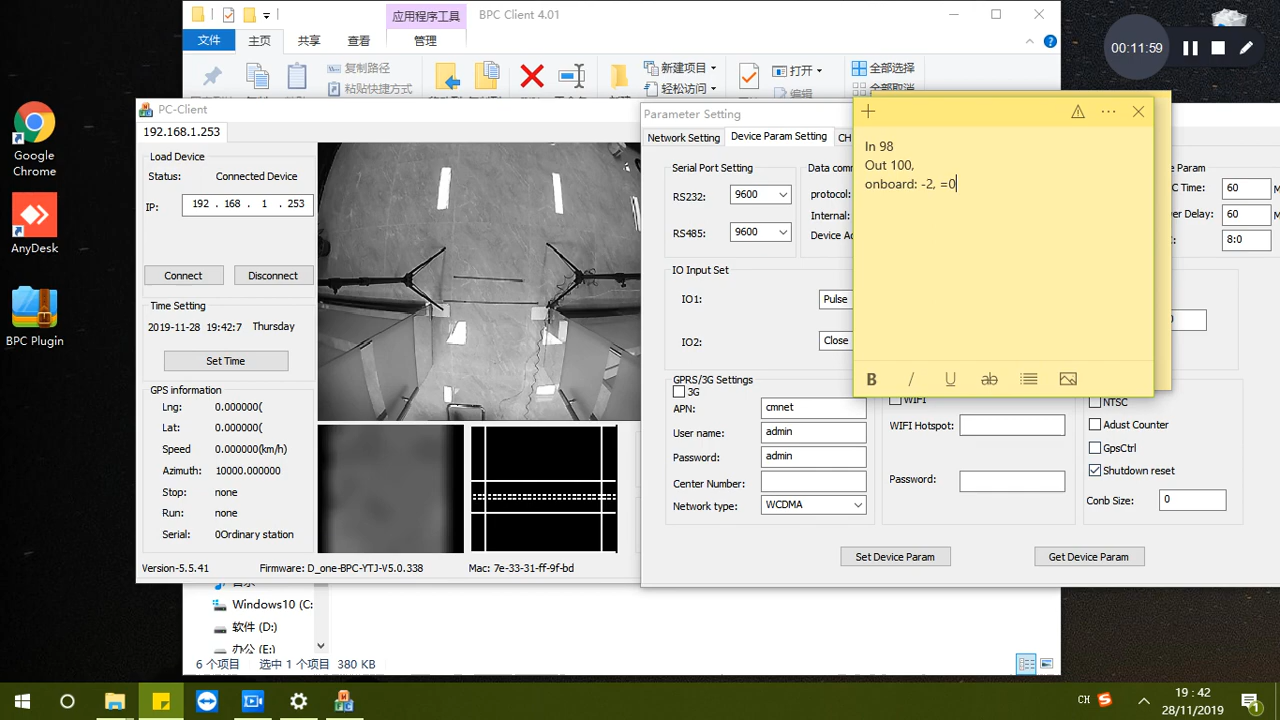 应用程序工具
BPC Client 4.01
文件
主页
共享
查看
管理
00:11:59
复制路径
粘贴快捷方式
新建项目
轻松访问
打开
编辑
全部选择
全部取消
Google Chrome
AnyDesk
BPC Plugin
PC-Client
192.168.1.253
Load Device
Status: Connected Device
IP: 192 . 168 . 1 . 253
Connect
Disconnect
Time Setting
2019-11-28 19:42:7 Thursday
Set Time
GPS information
Lng: 0.000000(
Lat: 0.000000(
Speed 0.000000(km/h)
Azimuth: 10000.000000
Stop: none
Run: none
Serial: 0Ordinary station
Version-5.5.41
Firmware: D_one-BPC-YTJ-V5.0.338
Mac: 7e-33-31-ff-9f-bd
Parameter Setting
Network Setting
Device Param Setting
CH
Serial Port Setting
RS232: 9600
RS485: 9600
Data comm
protocol:
Internal:
Device Ad
IO Input Set
IO1: Pulse
IO2: Close
GPRS/3G Settings
3G
APN: cmnet
User name: admin
Password: admin
Center Number:
Network type: WCDMA
WIFI
WIFI Hotspot:
Password:
Param
C Time: 60
er Delay: 60
8:0
NTSC
Adust Counter
GpsCtrl
Shutdown reset
Conb Size: 0
Set Device Param
Get Device Param
In 98
Out 100,
onboard: -2, =0
B / U ab
Windows10 (C:
软件 (D:)
办公 (E:)
6 个项目
选中 1 个项目 380 KB
CH
19 : 42
28/11/2019
1